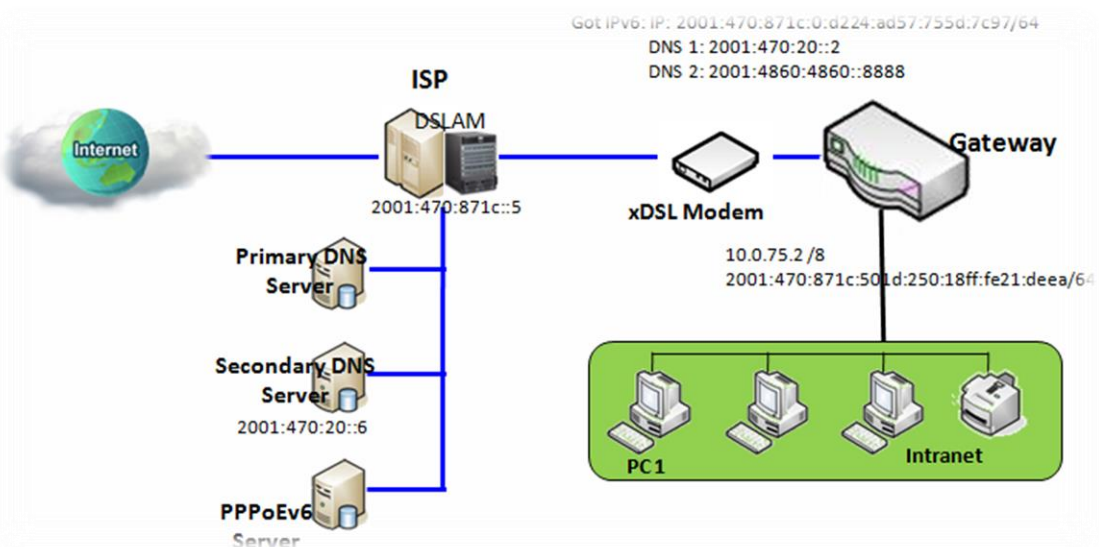 Got IPv6: IP: 2001:470:871c:0:d224:ad57:755d:7c97/64
DNS 1: 2001:470:20::2
DNS 2: 2001:4860:4860::8888
ISP
DSLAM
Internet
Gateway
2001:470:871c::5
xDSL Modem
Primary DNS
Server
10.0.75.2 /8
2001:470:871c:501d:250:18ff:fe21:deea/64
Secondary DNS
Server
2001:470:20::6
PC1
Intranet
PPPoEv6
Server